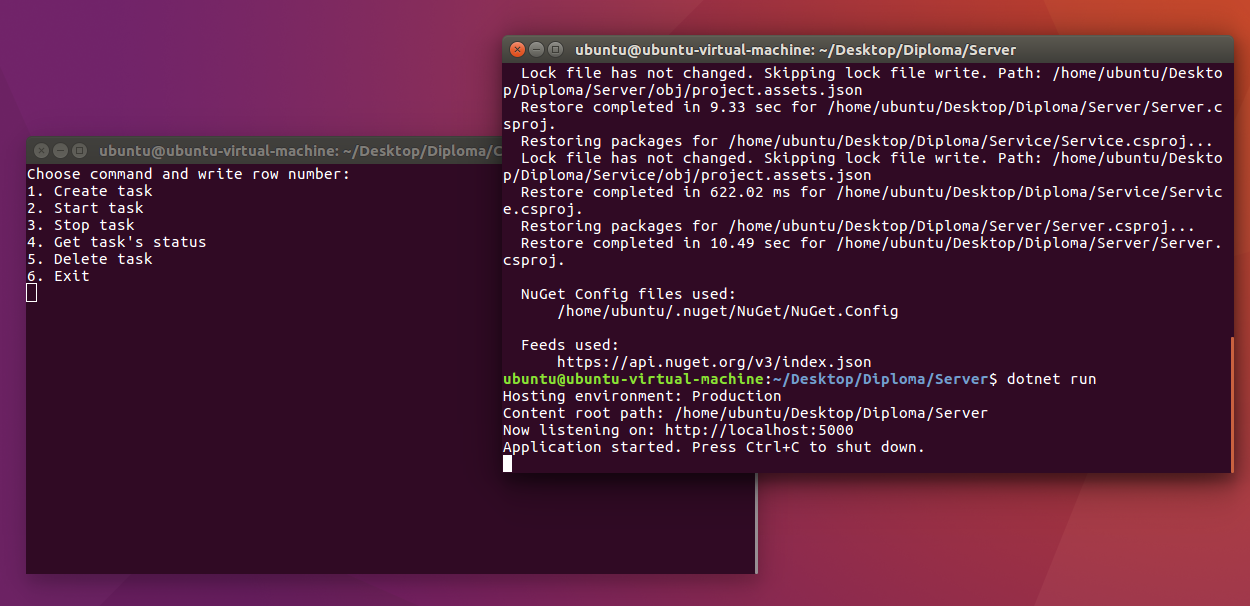 ubuntu@ubuntu-virtual-machine: ~/Desktop/Diploma/C
Choose command and write row number:
1. Create task
2. Start task
3. Stop task
4. Get task's status
5. Delete task
6. Exit
ubuntu@ubuntu-virtual-machine: ~/Desktop/Diploma/Server
Lock file has not changed. Skipping lock file write. Path: /home/ubuntu/Deskto
p/Diploma/Server/obj/project.assets.json
Restore completed in 9.33 sec for /home/ubuntu/Desktop/Diploma/Server/Server.c
sproj.
Restoring packages for /home/ubuntu/Desktop/Diploma/Service/Service.csproj...
Lock file has not changed. Skipping lock file write. Path: /home/ubuntu/Deskto
p/Diploma/Service/obj/project.assets.json
Restore completed in 622.02 ms for /home/ubuntu/Desktop/Diploma/Service/Servic
e.csproj.
Restoring packages for /home/ubuntu/Desktop/Diploma/Server/Server.csproj...
Restore completed in 10.49 sec for /home/ubuntu/Desktop/Diploma/Server/Server.
csproj.
NuGet Config files used:
/home/ubuntu/.nuget/NuGet/NuGet.Config
Feeds used:
https://api.nuget.org/v3/index.json
ubuntu@ubuntu-virtual-machine:~/Desktop/Diploma/Server$ dotnet run
Hosting environment: Production
Content root path: /home/ubuntu/Desktop/Diploma/Server
Now listening on: http://localhost:5000
Application started. Press Ctrl+C to shut down.